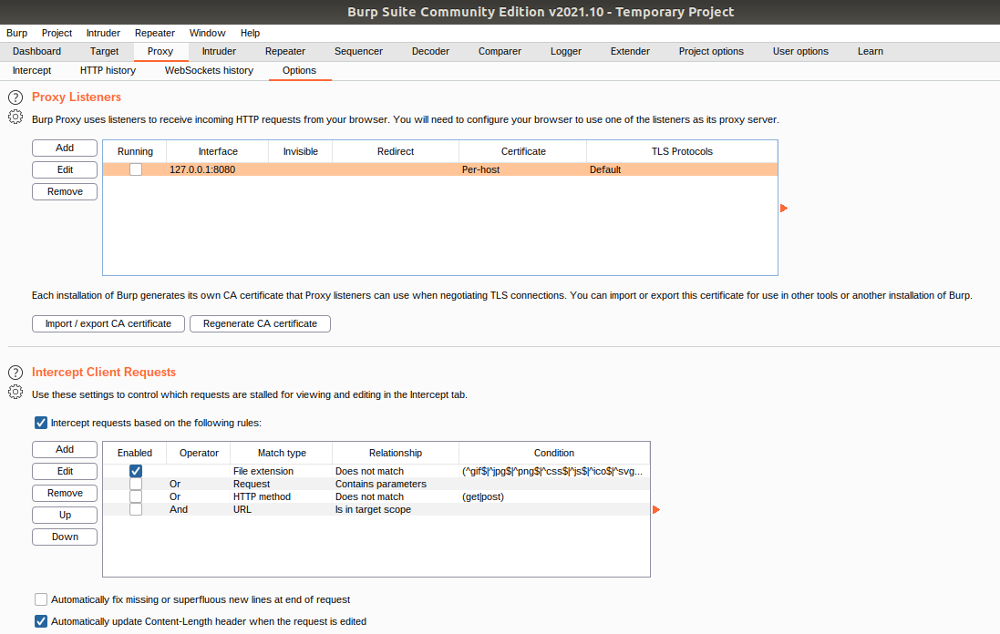 Burp Suite Community Edition v2021.10 - Temporary Project
Burp Project Intruder Repeater Window Help
Dashboard Target Proxy Intruder Repeater Sequencer Decoder Comparer Logger Extender Project options User options Learn
Intercept HTTP history WebSockets history Options
? Proxy Listeners
Burp Proxy uses listeners to receive incoming HTTP requests from your browser. You will need to configure your browser to use one of the listeners as its proxy server.
Add
Edit
Remove
Running Interface Invisible Redirect Certificate TLS Protocols
127.0.0.1:8080 Per-host Default
Each installation of Burp generates its own CA certificate that Proxy listeners can use when negotiating TLS connections. You can import or export this certificate for use in other tools or another installation of Burp.
Import / export CA certificate Regenerate CA certificate
? Intercept Client Requests
Use these settings to control which requests are stalled for viewing and editing in the Intercept tab.
Intercept requests based on the following rules:
Add
Edit
Remove
Up
Down
Enabled Operator Match type Relationship Condition
File extension Does not match (^gif$|^jpg$|^png$|^css$|^js$|^ico$|^svg...
Or Request Contains parameters
Or HTTP method Does not match (get|post)
And URL Is in target scope
Automatically fix missing or superfluous new lines at end of request
Automatically update Content-Length header when the request is edited